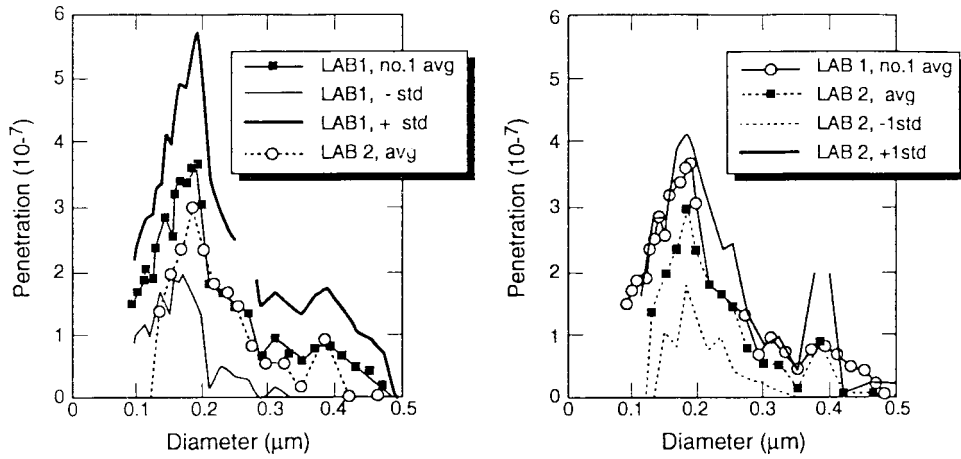 6
5
4
3
2
1
0
Penetration (10-7)
0 0.1 0.2 0.3 0.4 0.5
Diameter (µm)
LAB1, no.1 avg
LAB1, - std
LAB1, + std
LAB 2, avg
6
5
4
3
2
1
0
Penetration (10-7)
0 0.1 0.2 0.3 0.4 0.5
Diameter (µm)
LAB 1, no.1 avg
LAB 2, avg
LAB 2, -1std
LAB 2, +1std